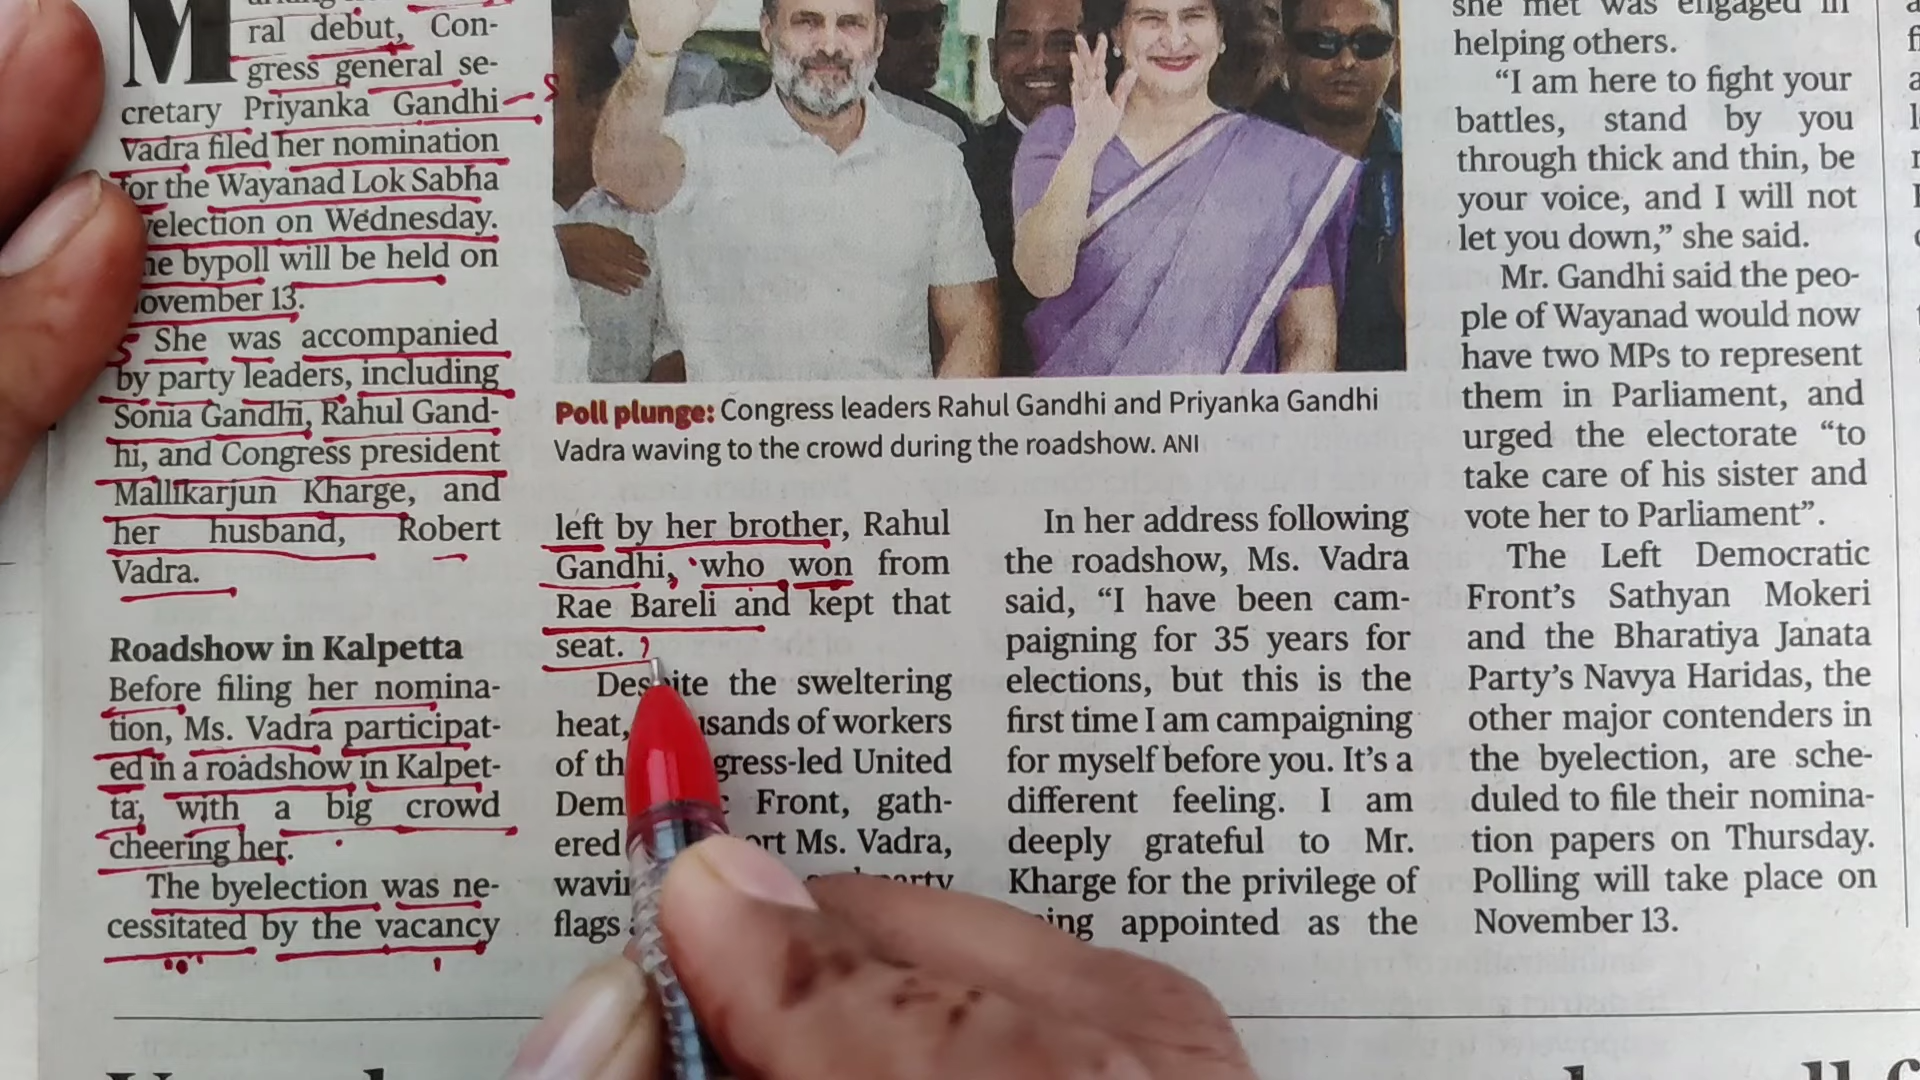 M
ral debut, Con-
gress general se-
cretary Priyanka Gandhi
Vadra filed her nomination
for the Wayanad Lok Sabha
yelection on Wednesday.
he bypoll will be held on
ovember 13.
She was accompanied
by party leaders, including
Sonia Gandhi, Rahul Gand-
hi, and Congress president
Mallikarjun Kharge, and
her husband, Robert
Vadra.
Roadshow in Kalpetta
Before filing her nomina-
tion, Ms. Vadra participat-
ed in a roadshow in Kalpet-
ta, with a big crowd
cheering her.
The byelection was ne-
cessitated by the vacancy
Poll plunge: Congress leaders Rahul Gandhi and Priyanka Gandhi
Vadra waving to the crowd during the roadshow. ANI
left by her brother, Rahul
Gandhi, who won from
Rae Bareli and kept that
seat.
Despite the sweltering
heat, usands of workers
of th gress-led United
Dem c Front, gath-
ered ort Ms. Vadra,
wavi party
flags
In her address following
the roadshow, Ms. Vadra
said, “I have been cam-
paigning for 35 years for
elections, but this is the
first time I am campaigning
for myself before you. It’s a
different feeling. I am
deeply grateful to Mr.
Kharge for the privilege of
ing appointed as the
she met was engaged in
helping others.
“I am here to fight your
battles, stand by you
through thick and thin, be
your voice, and I will not
let you down,” she said.
Mr. Gandhi said the peo-
ple of Wayanad would now
have two MPs to represent
them in Parliament, and
urged the electorate “to
take care of his sister and
vote her to Parliament”.
The Left Democratic
Front’s Sathyan Mokeri
and the Bharatiya Janata
Party’s Navya Haridas, the
other major contenders in
the byelection, are sche-
duled to file their nomina-
tion papers on Thursday.
Polling will take place on
November 13.